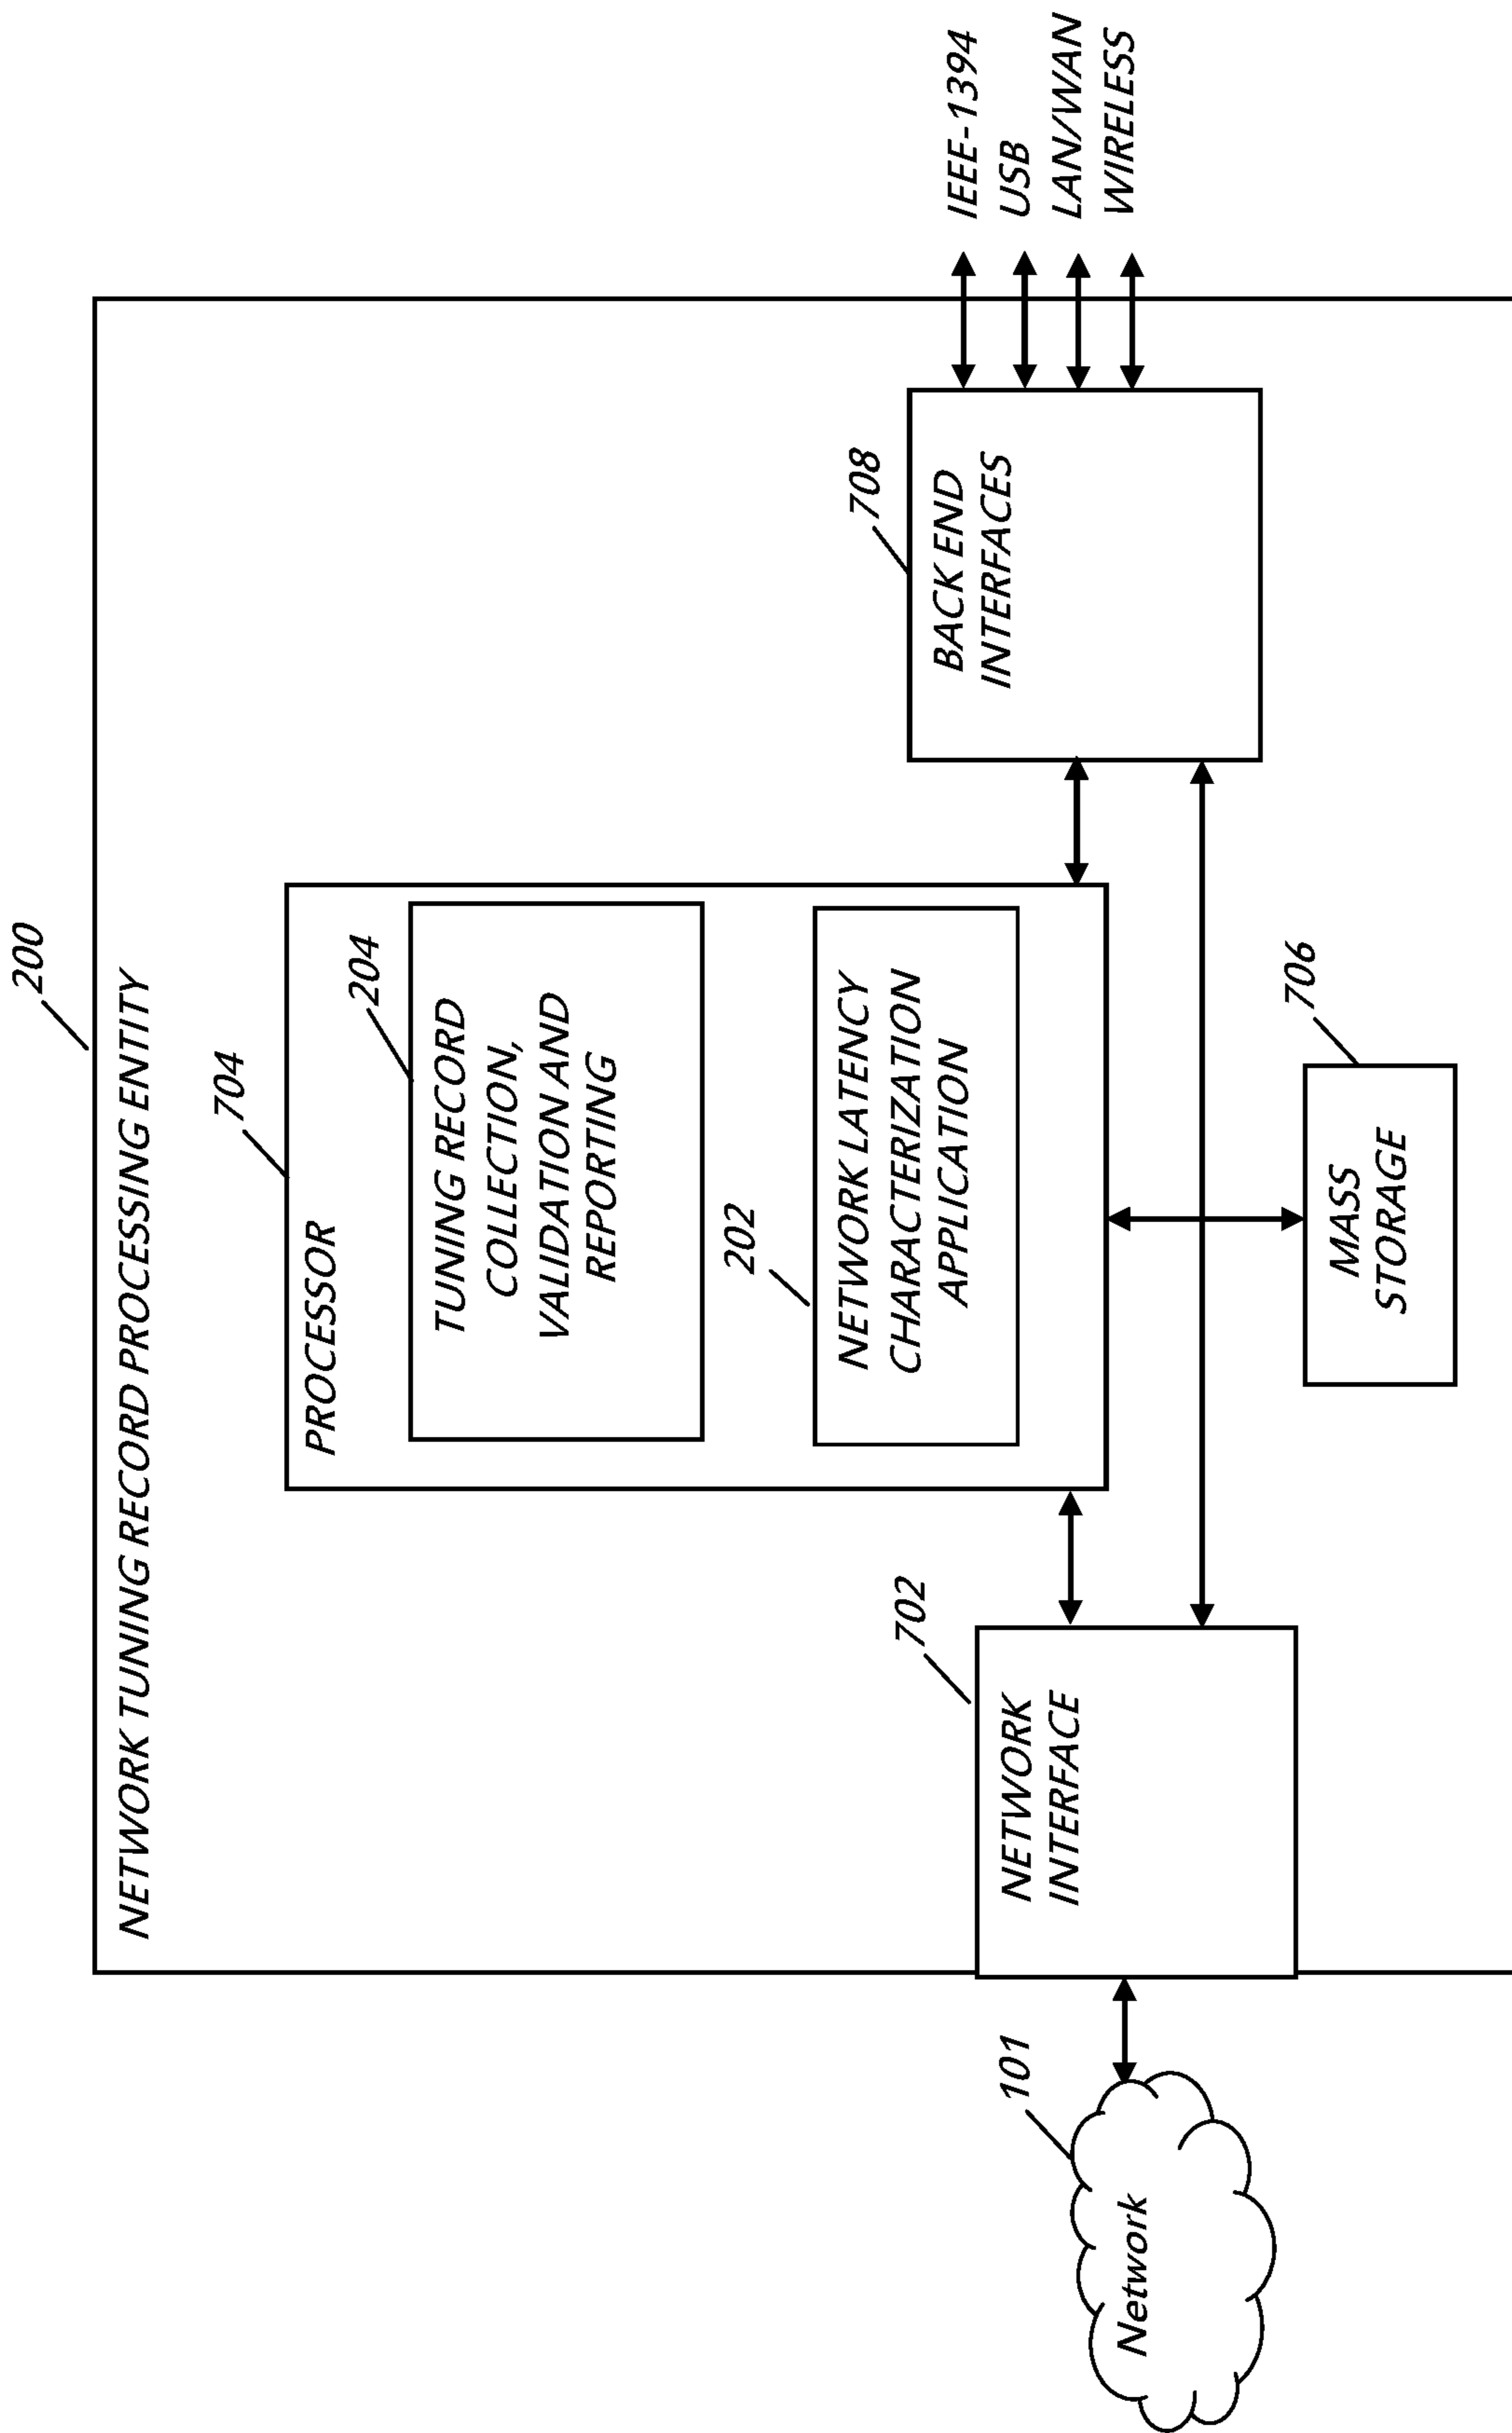 200
NETWORK TUNING RECORD PROCESSING ENTITY
704
PROCESSOR
204
TUNING RECORD
COLLECTION,
VALIDATION AND
REPORTING
202
NETWORK LATENCY
CHARACTERIZATION
APPLICATION
101
Network
702
NETWORK
INTERFACE
708
BACK END
INTERFACES
IEEE-1394
USB
LAN/WAN
WIRELESS
706
MASS
STORAGE